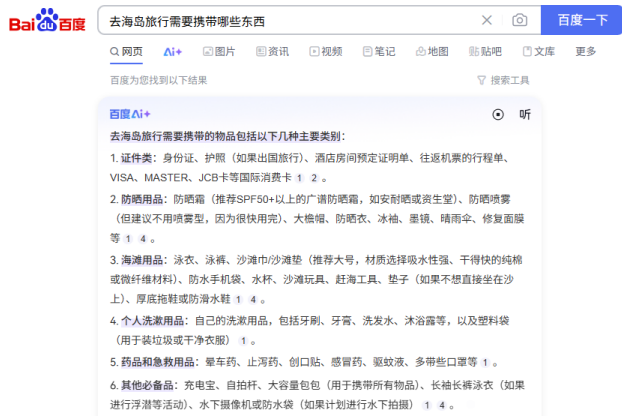 Bai du 百度 去海岛旅行需要携带哪些东西 百度一下
网页 Ai+ 图片 资讯 视频 笔记 地图 贴吧 文库 更多
百度为您找到以下结果 搜索工具
百度Ai+ 听
去海岛旅行需要携带的物品包括以下几种主要类别：
1. 证件类：身份证、护照（如果出国旅行）、酒店房间预定证明单、往返机票的行程单、
VISA、MASTER、JCB卡等国际消费卡 1 2 。
2. 防晒用品：防晒霜（推荐SPF50+以上的广谱防晒霜，如安耐晒或资生堂）、防晒喷雾
（但建议不用喷雾型，因为很快用完）、大檐帽、防晒衣、冰袖、墨镜、晴雨伞、修复面膜
等 1 4 。
3. 海滩用品：泳衣、泳裤、沙滩巾/沙滩垫（推荐大号，材质选择吸水性强、干得快的纯棉
或微纤维材料）、防水手机袋、水杯、沙滩玩具、赶海工具、垫子（如果不想直接坐在沙
上）、厚底拖鞋或防滑水鞋 1 4 。
4. 个人洗漱用品：自己的洗漱用品，包括牙刷、牙膏、洗发水、沐浴露等，以及塑料袋
（用于装垃圾或干净衣服） 1 。
5. 药品和急救用品：晕车药、止泻药、创口贴、感冒药、驱蚊液、多带些口罩等 1 。
6. 其他必备品：充电宝、自拍杆、大容量包包（用于携带所有物品）、长袖长裤泳衣（如果
进行浮潜等活动）、水下摄像机或防水袋（如果计划进行水下拍摄） 1 4 。